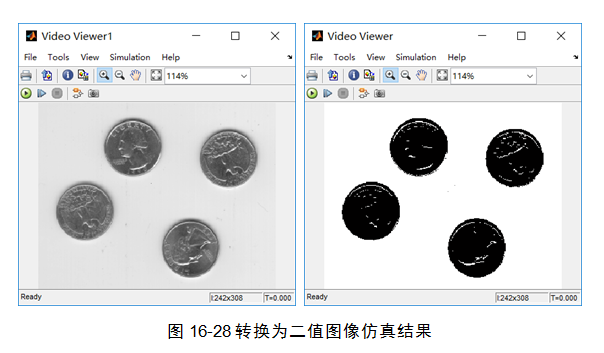 Video Viewer1
File Tools View Simulation Help
114%
Ready
I:242x308
T=0.000
Video Viewer
File Tools View Simulation Help
114%
Ready
I:242x308
T=0.000
图 16-28 转换为二值图像仿真结果